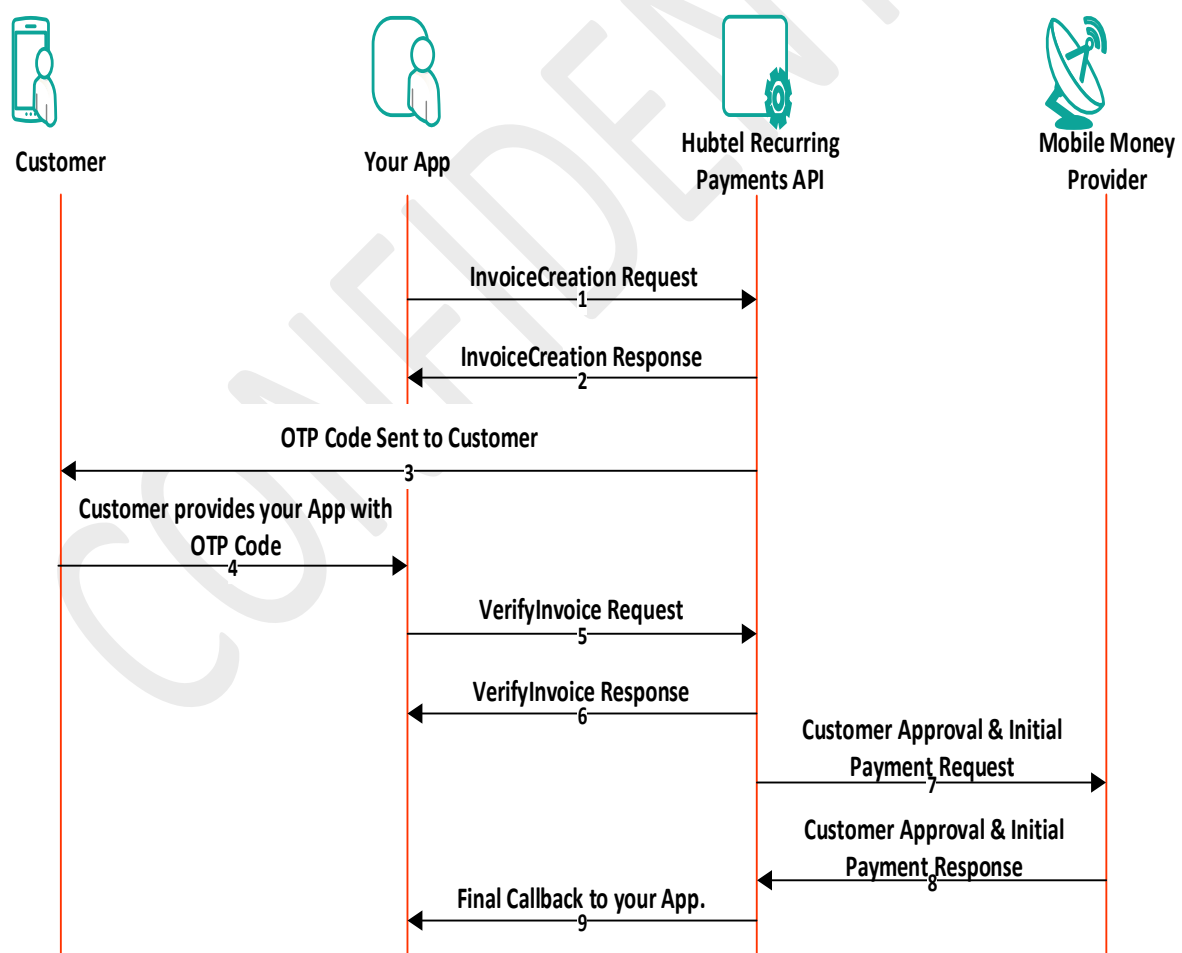 Customer
Your App
Hubtel Recurring
Payments API
Mobile Money
Provider
InvoiceCreation Request
1
InvoiceCreation Response
2
OTP Code Sent to Customer
3
Customer provides your App with
OTP Code
4
VerifyInvoice Request
5
VerifyInvoice Response
6
Customer Approval & Initial
Payment Request
7
Customer Approval & Initial
Payment Response
8
Final Callback to your App.
9
CONFIDEN